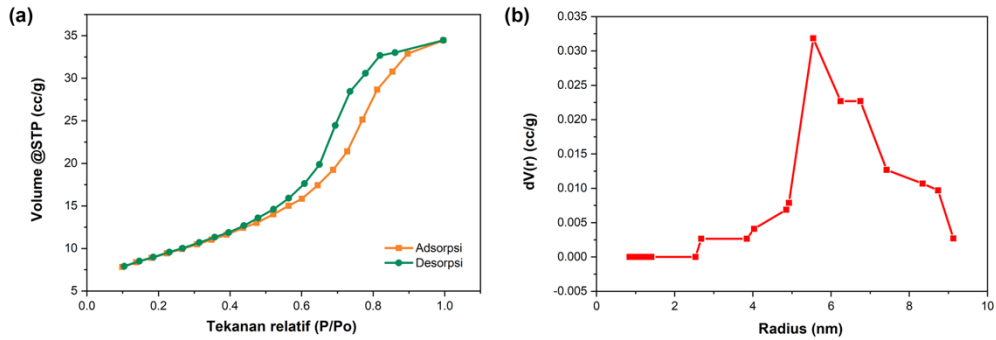 (a)
Volume @STP (cc/g)
35
30
25
20
15
10
5
0.0 0.2 0.4 0.6 0.8 1.0
Tekanan relatif (P/Po)
Adsorpsi
Desorpsi
(b)
dV(r) (cc/g)
0.035
0.030
0.025
0.020
0.015
0.010
0.005
0.000
-0.005
0 2 4 6 8 10
Radius (nm)